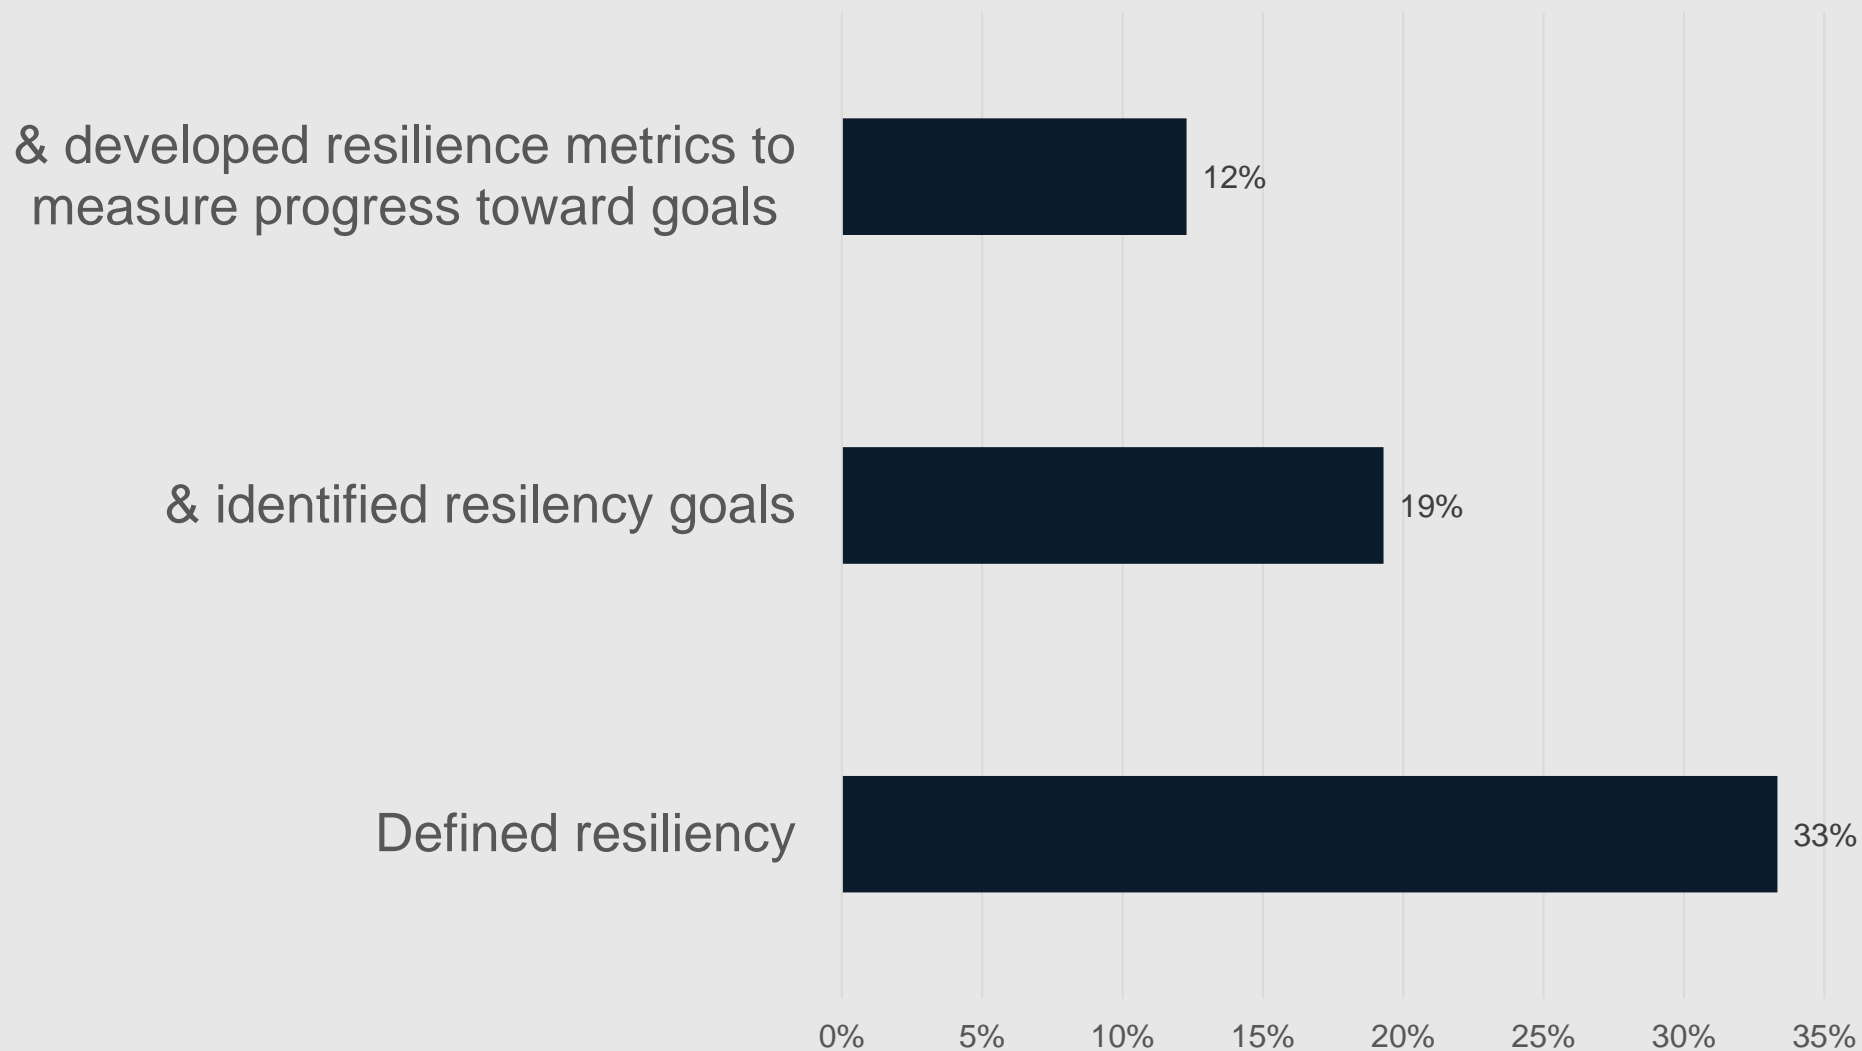 & developed resilience metrics to
measure progress toward goals
12%
& identified resilency goals
19%
Defined resiliency
33%
0% 5% 10% 15% 20% 25% 30% 35%